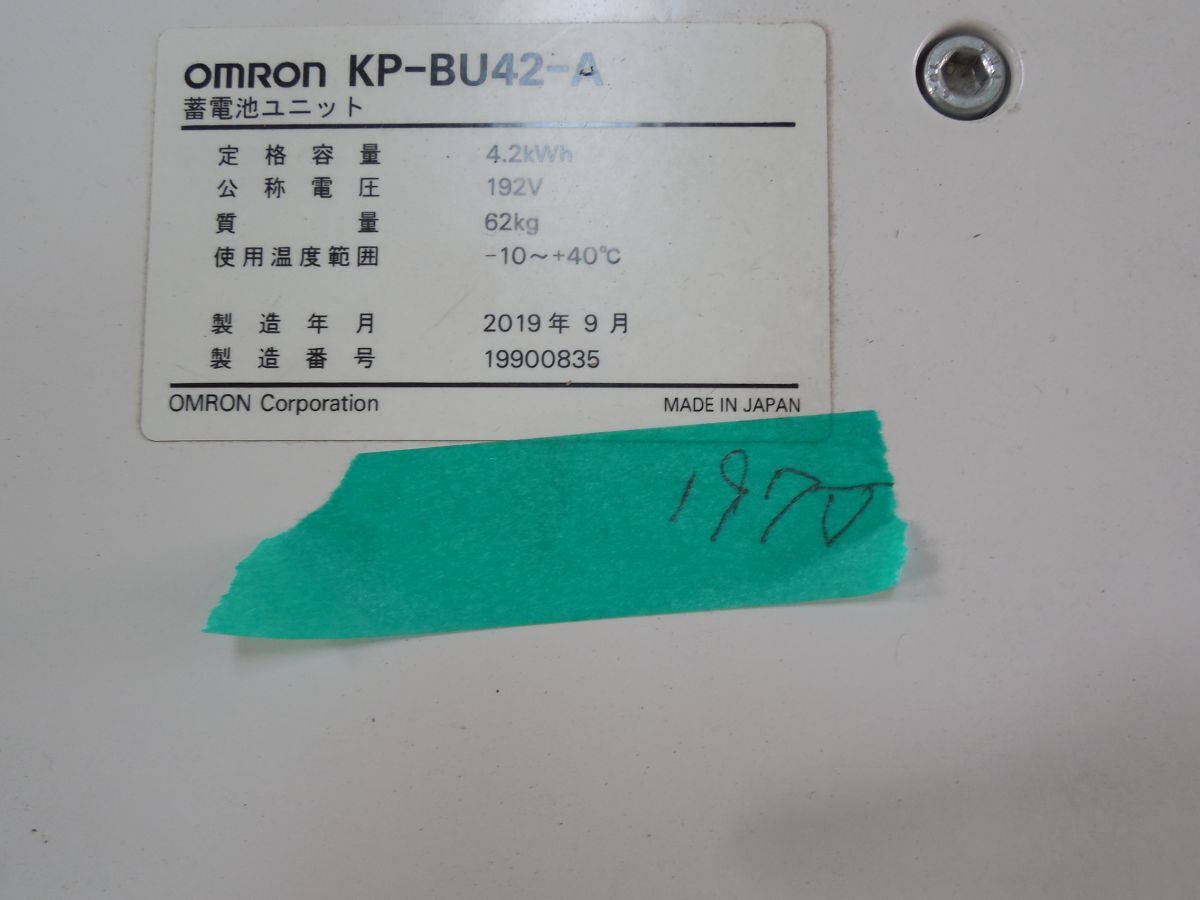 OMRON KP-BU42-A
蓄電池ユニット
定格容量 4.2kWh
公称電圧 192V
質量 62kg
使用温度範囲 -10～+40℃
製造年月 2019年9月
製造番号 19900835
OMRON Corporation MADE IN JAPAN
197V